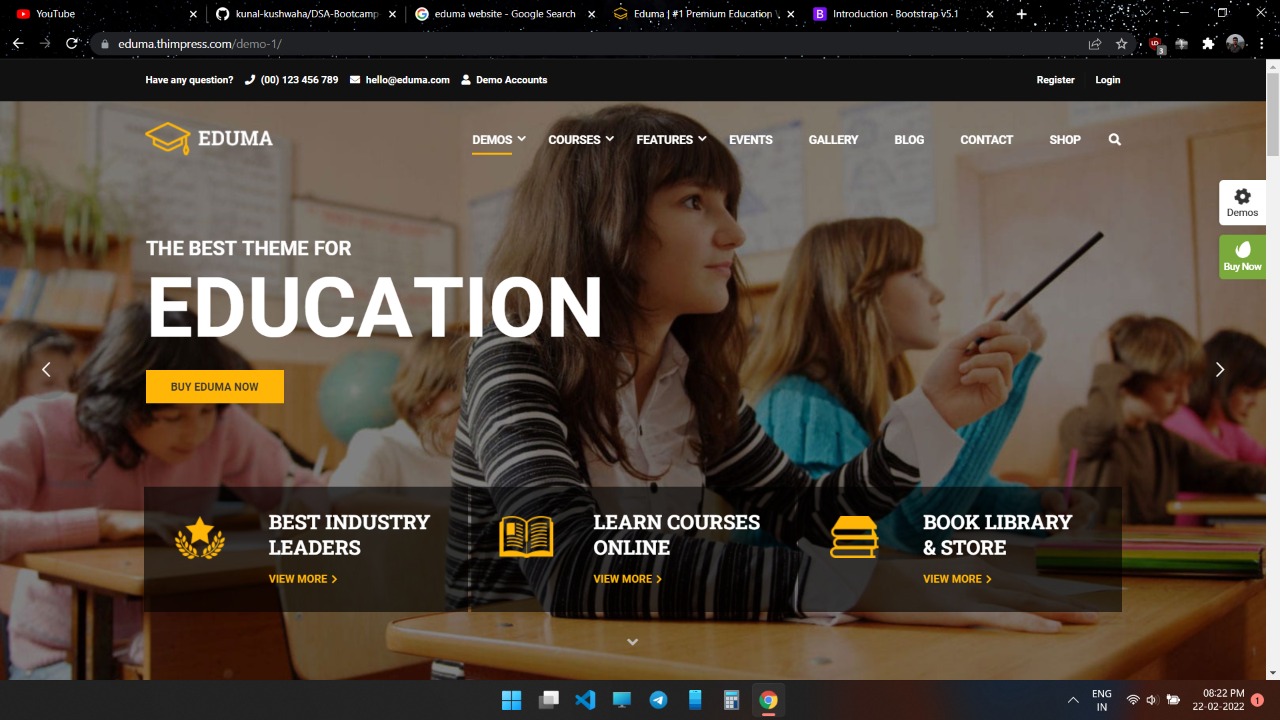 YouTube
kunal-kushwaha/DSA-Bootcamp
eduma website - Google Search
Eduma | #1 Premium Education
Introduction · Bootstrap v5.1
eduma.thimpress.com/demo-1/
3
Have any question? (00) 123 456 789 hello@eduma.com Demo Accounts Register Login
EDUMA
DEMOS COURSES FEATURES EVENTS GALLERY BLOG CONTACT SHOP
Demos
Buy Now
THE BEST THEME FOR
EDUCATION
BUY EDUMA NOW
BEST INDUSTRY
LEADERS
VIEW MORE
LEARN COURSES
ONLINE
VIEW MORE
BOOK LIBRARY
& STORE
VIEW MORE
ENG
IN
08:22 PM
22-02-2022
1